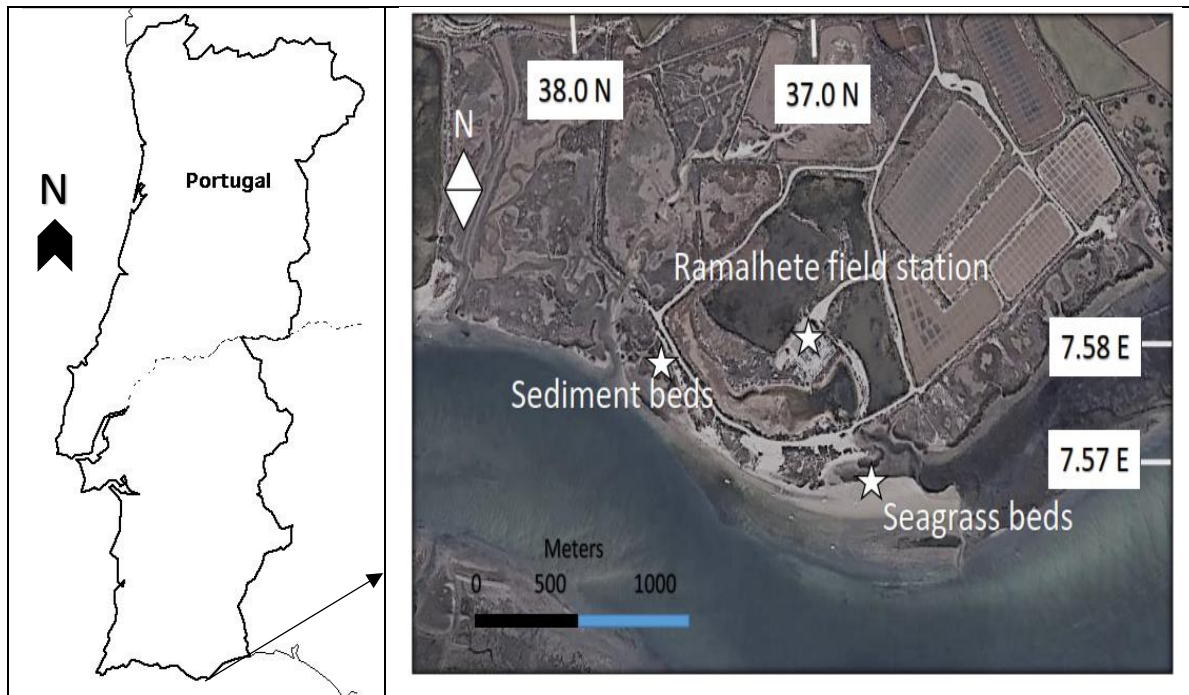 N
Portugal
38.0 N
37.0 N
N
Ramalhete field station
7.58 E
Sediment beds
7.57 E
Seagrass beds
Meters
0 500 1000